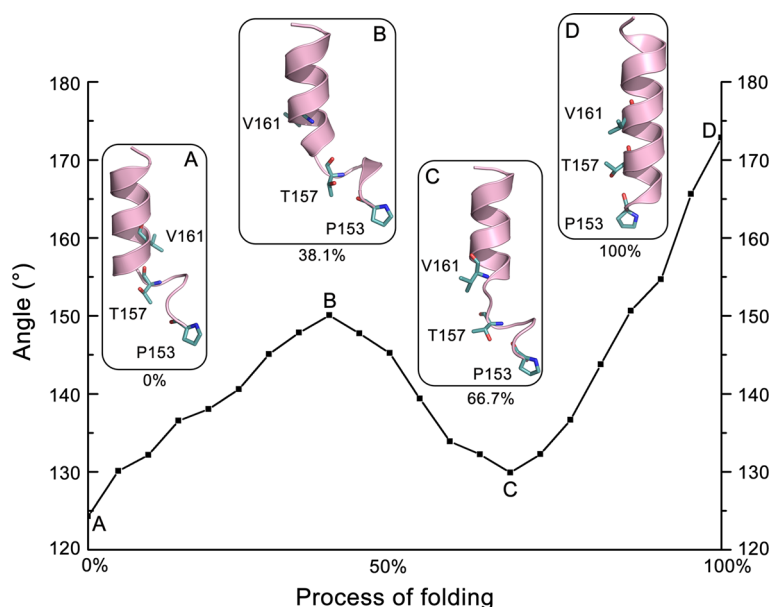 B
V161
T157
P153
38.1%
D
V161
T157
P153
100%
A
V161
T157
P153
0%
C
V161
T157
P153
66.7%
180
170
160
150
140
130
120
Angle (°)
180
170
160
150
140
130
120
A
B
C
D
0%
50%
100%
Process of folding